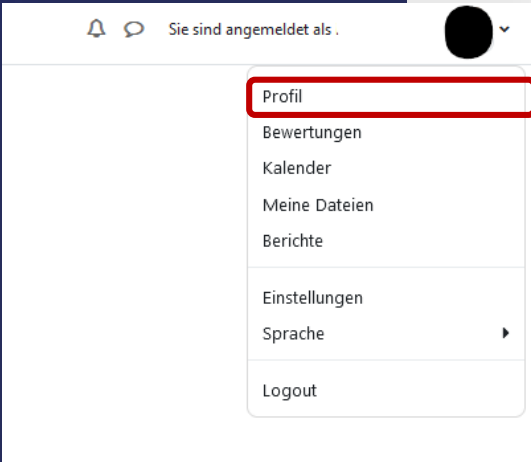 Sie sind angemeldet als .
Profil
Bewertungen
Kalender
Meine Dateien
Berichte
Einstellungen
Sprache
Logout